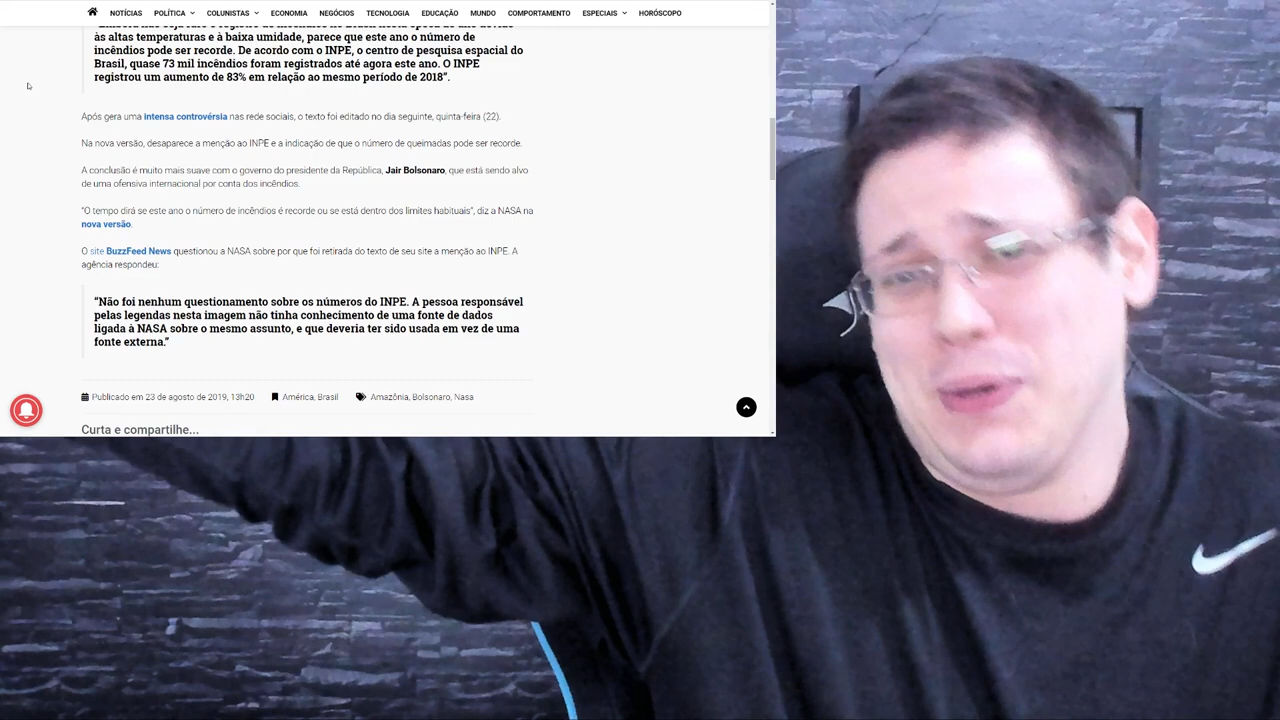 NOTÍCIAS POLÍTICA COLUNISTAS ECONOMIA NEGÓCIOS TECNOLOGIA EDUCAÇÃO MUNDO COMPORTAMENTO ESPECIAIS HORÓSCOPO
às altas temperaturas e à baixa umidade, parece que este ano o número de
incêndios pode ser recorde. De acordo com o INPE, o centro de pesquisa espacial do
Brasil, quase 73 mil incêndios foram registrados até agora este ano. O INPE
registrou um aumento de 83% em relação ao mesmo período de 2018”.
Após gera uma intensa controvérsia nas rede sociais, o texto foi editado no dia seguinte, quinta-feira (22).
Na nova versão, desaparece a menção ao INPE e a indicação de que o número de queimadas pode ser recorde.
A conclusão é muito mais suave com o governo do presidente da República, Jair Bolsonaro, que está sendo alvo
de uma ofensiva internacional por conta dos incêndios.
“O tempo dirá se este ano o número de incêndios é recorde ou se está dentro dos limites habituais”, diz a NASA na
nova versão.
O site BuzzFeed News questionou a NASA sobre por que foi retirada do texto de seu site a menção ao INPE. A
agência respondeu:
“Não foi nenhum questionamento sobre os números do INPE. A pessoa responsável
pelas legendas nesta imagem não tinha conhecimento de uma fonte de dados
ligada à NASA sobre o mesmo assunto, e que deveria ter sido usada em vez de uma
fonte externa.”
Publicado em 23 de agosto de 2019, 13h20 América, Brasil Amazônia, Bolsonaro, Nasa
Curta e compartilhe...